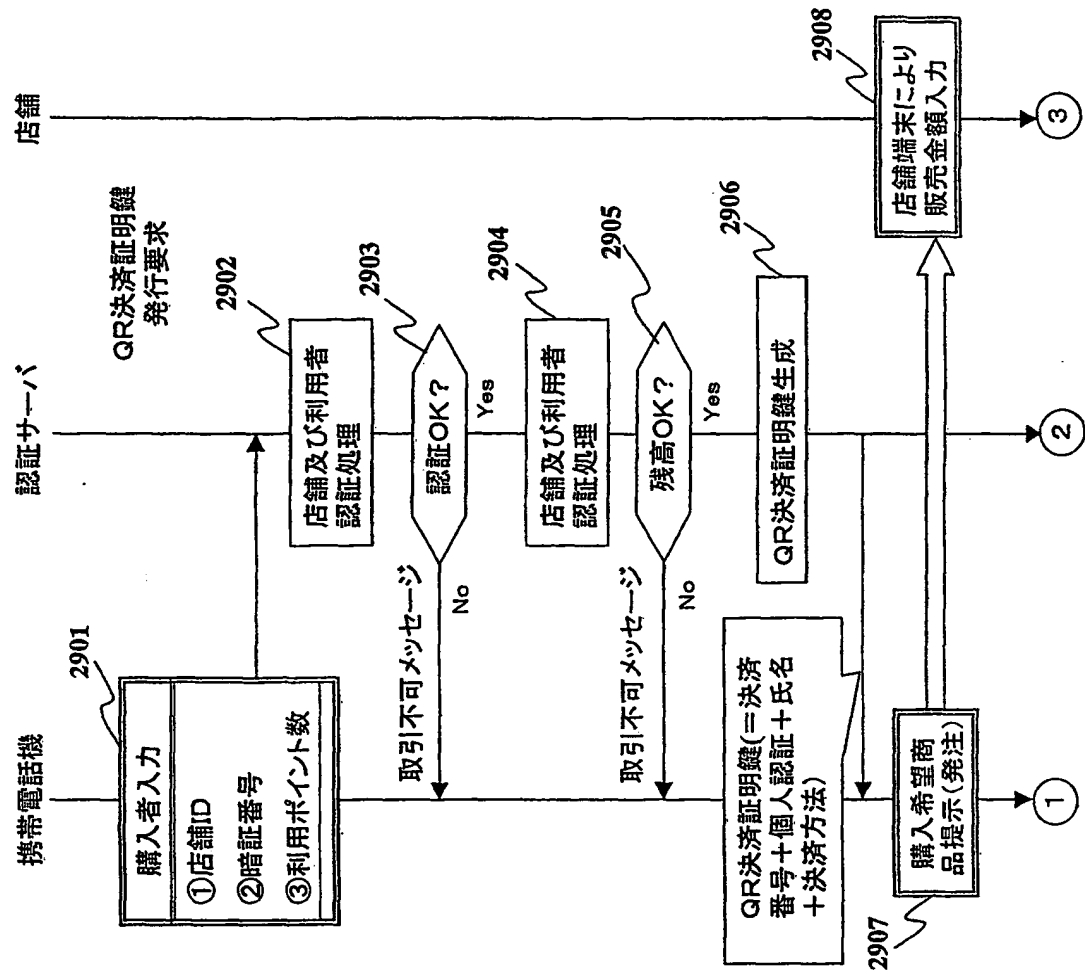 携帯電話機
認証サーバ
店舗
2901
購入者入力
①店舗ID
②暗証番号
③利用ポイント数
QR決済証明鍵
発行要求
2902
店舗及び利用者
認証処理
2903
認証OK?
Yes
No
取引不可メッセージ
2904
店舗及び利用者
認証処理
2905
残高OK?
Yes
No
取引不可メッセージ
2906
QR決済証明鍵生成
QR決済証明鍵(=決済
番号+個人認証+氏名
+決済方法)
2907
購入希望商
品提示(発注)
2908
店舗端末により
販売金額入力
①
②
③